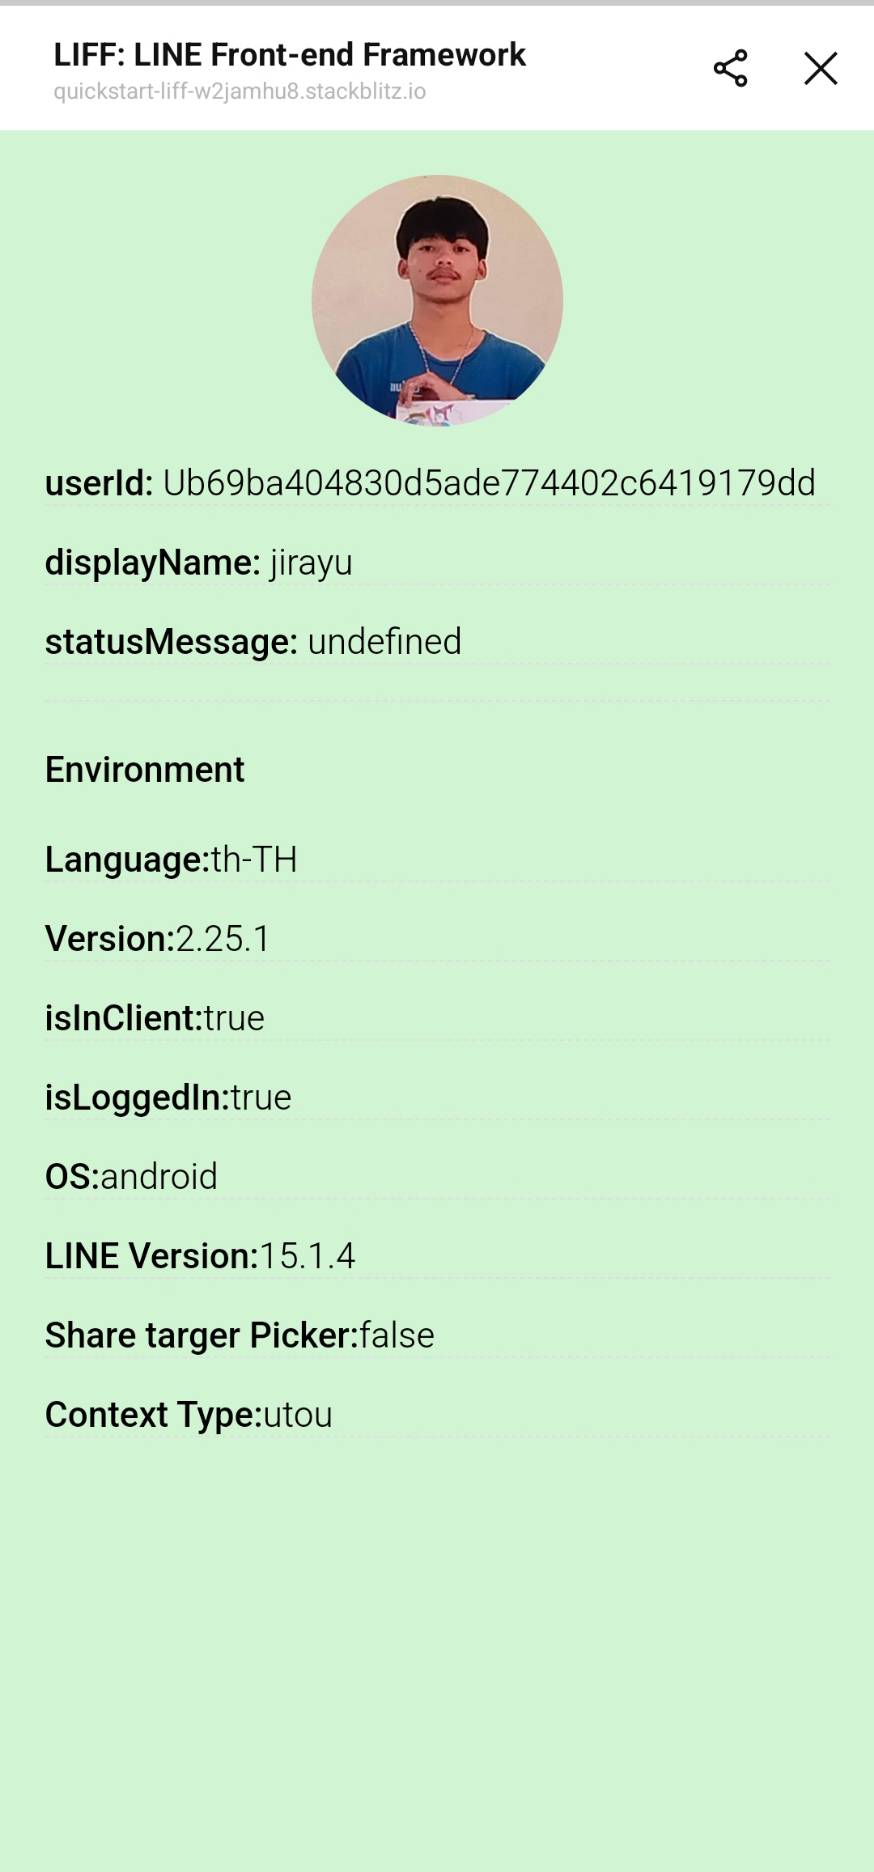 LIFF: LINE Front-end Framework
quickstart-liff-w2jamhu8.stackblitz.io
userId: Ub69ba404830d5ade774402c6419179dd
displayName: jirayu
statusMessage: undefined
Environment
Language:th-TH
Version:2.25.1
isInClient:true
isLoggedIn:true
OS:android
LINE Version:15.1.4
Share targer Picker:false
Context Type:utou